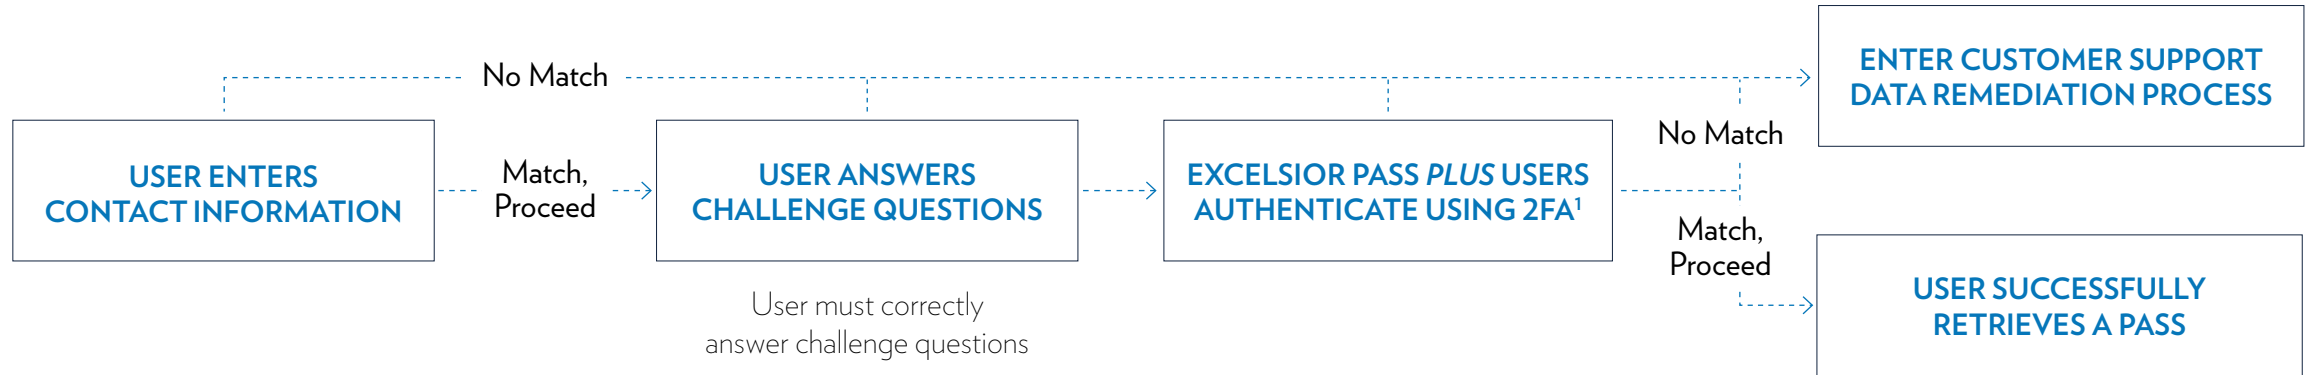 No Match
ENTER CUSTOMER SUPPORT
DATA REMEDIATION PROCESS
USER ENTERS
CONTACT INFORMATION
Match,
Proceed
USER ANSWERS
CHALLENGE QUESTIONS
User must correctly
answer challenge questions
EXCELSIOR PASS PLUS USERS
AUTHENTICATE USING 2FA¹
No Match
Match,
Proceed
USER SUCCESSFULLY
RETRIEVES A PASS